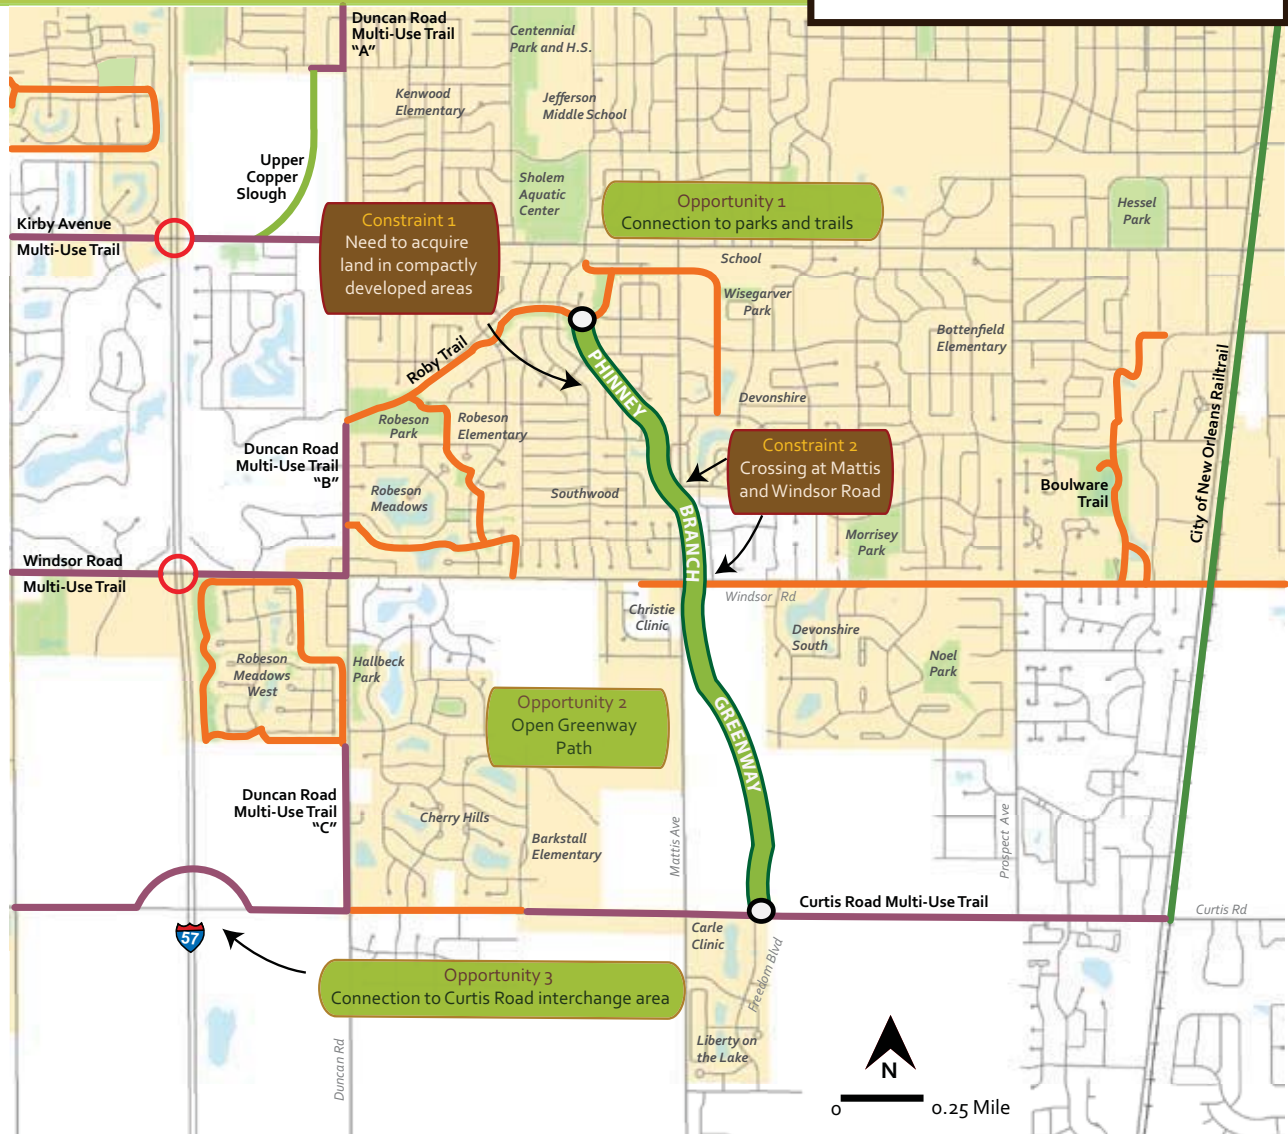 Duncan Road
Multi-Use Trail
“A”
Centennial
Park and H.S.
Kenwood
Elementary
Jefferson
Middle School
Upper
Copper
Slough
Sholem
Aquatic
Center
Opportunity 1
Connection to parks and trails
Hessel
Park
Kirby Avenue
Multi-Use Trail
Constraint 1
Need to acquire
land in compactly
developed areas
School
Wisegarver
Park
Bottenfield
Elementary
Roby Trail
PHINNEY
BRANCH
GREENWAY
City of New Orleans Railtrail
Devonshire
Robeson
Park
Robeson
Elementary
Duncan Road
Multi-Use Trail
“B”
Constraint 2
Crossing at Mattis
and Windsor Road
Robeson
Meadows
Southwood
Boulware
Trail
Morrisey
Park
Windsor Road
Multi-Use Trail
Windsor Rd
Christie
Clinic
Devonshire
South
Noel
Park
Robeson
Meadows
West
Hallbeck
Park
Opportunity 2
Open Greenway
Path
Duncan Road
Multi-Use Trail
“C”
Cherry Hills
Barkstall
Elementary
Mattis Ave
Prospect Ave
Curtis Road Multi-Use Trail
Curtis Rd
57
Carle
Clinic
Freedom Blvd
Opportunity 3
Connection to Curtis Road interchange area
Duncan Rd
Liberty on
the Lake
N
0 0.25 Mile